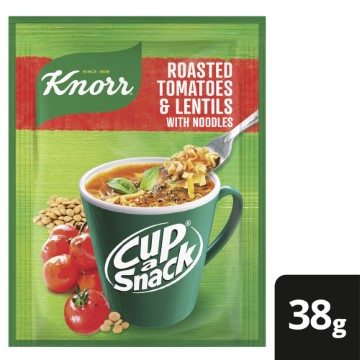 SINCE 1838
Knorr
ROASTED
TOMATOES
& LENTILS
WITH NOODLES
CUP
a
Snack
38g